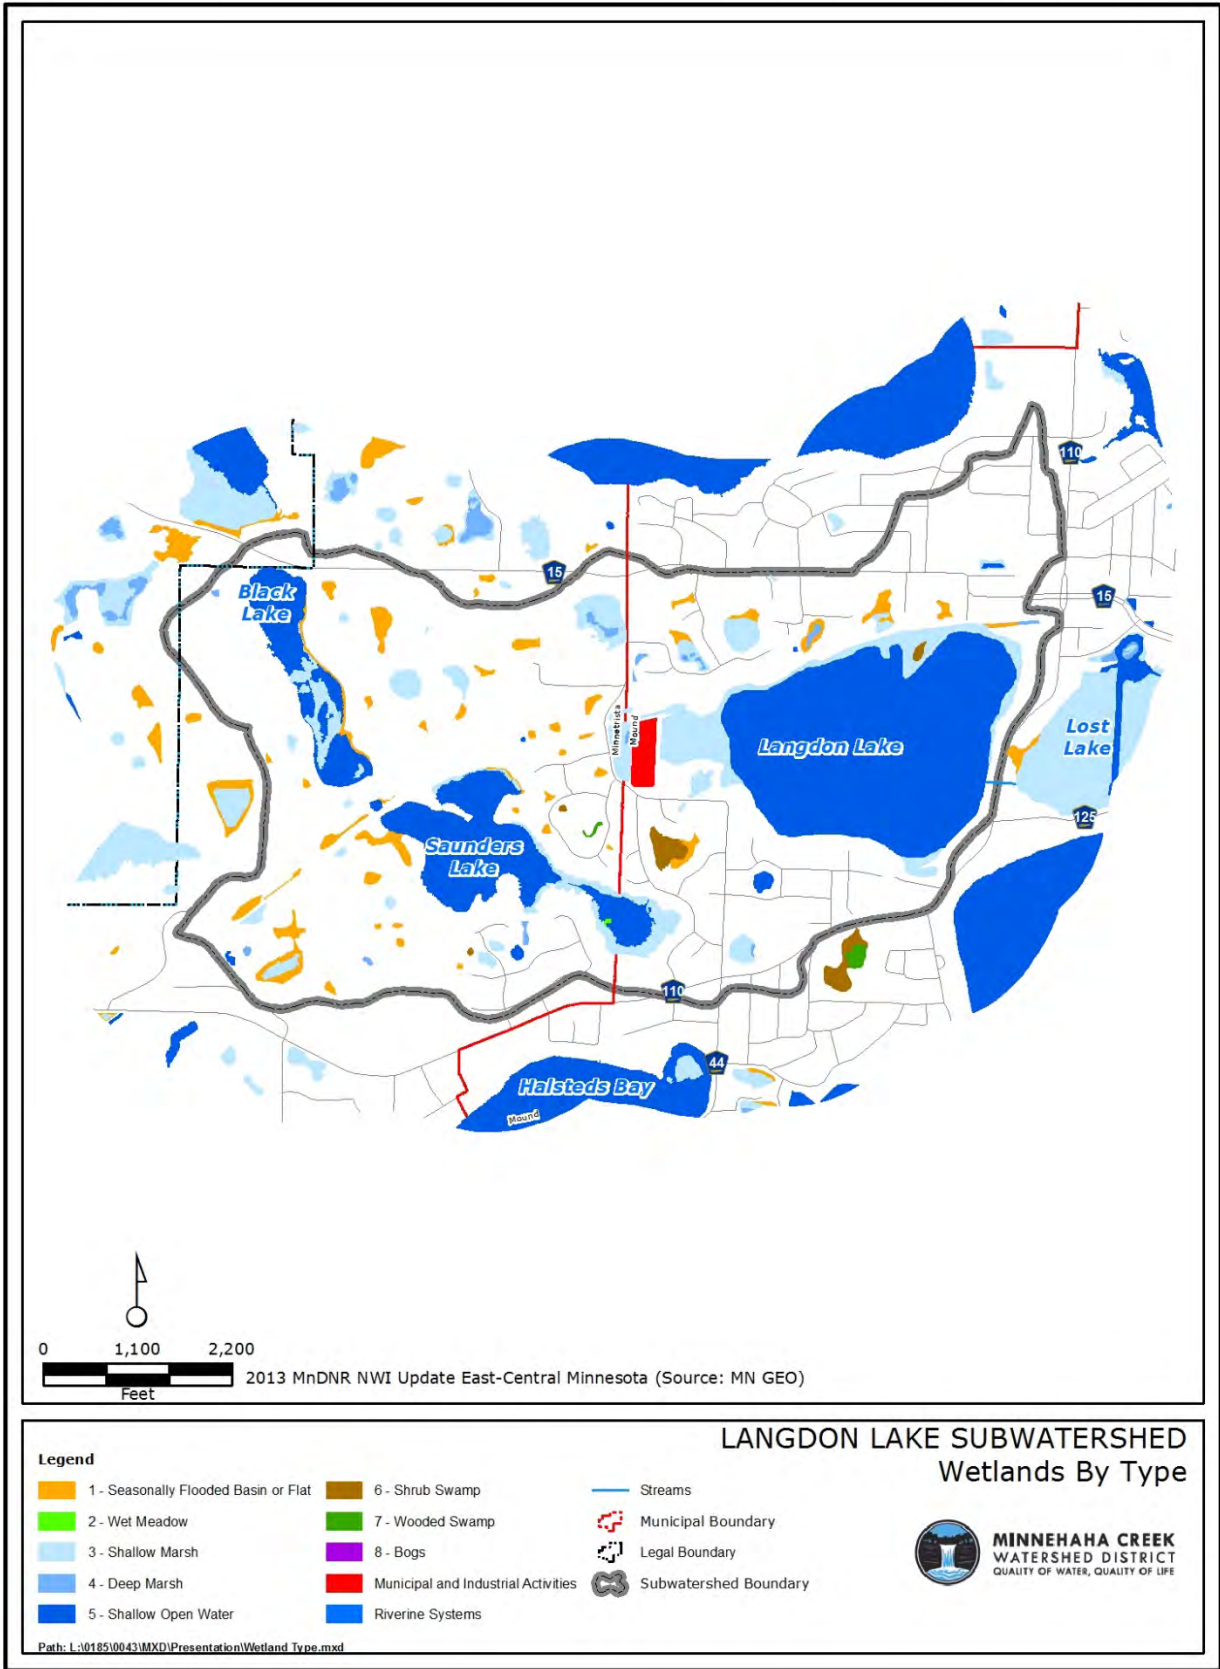 110
15
Black
Lake
15
Minnetrista
Mound
Langdon Lake
Lost
Lake
125
Saunders
Lake
110
44
Halsteds Bay
Mound
0 1,100 2,200
Feet
2013 MnDNR NWI Update East-Central Minnesota (Source: MN GEO)
LANGDON LAKE SUBWATERSHED
Wetlands By Type
Legend
1 - Seasonally Flooded Basin or Flat
2 - Wet Meadow
3 - Shallow Marsh
4 - Deep Marsh
5 - Shallow Open Water
6 - Shrub Swamp
7 - Wooded Swamp
8 - Bogs
Municipal and Industrial Activities
Riverine Systems
Streams
Municipal Boundary
Legal Boundary
Subwatershed Boundary
MINNEHAHA CREEK
WATERSHED DISTRICT
QUALITY OF WATER, QUALITY OF LIFE
Path: L:\0185\0043\MXD\Presentation\Wetland Type.mxd